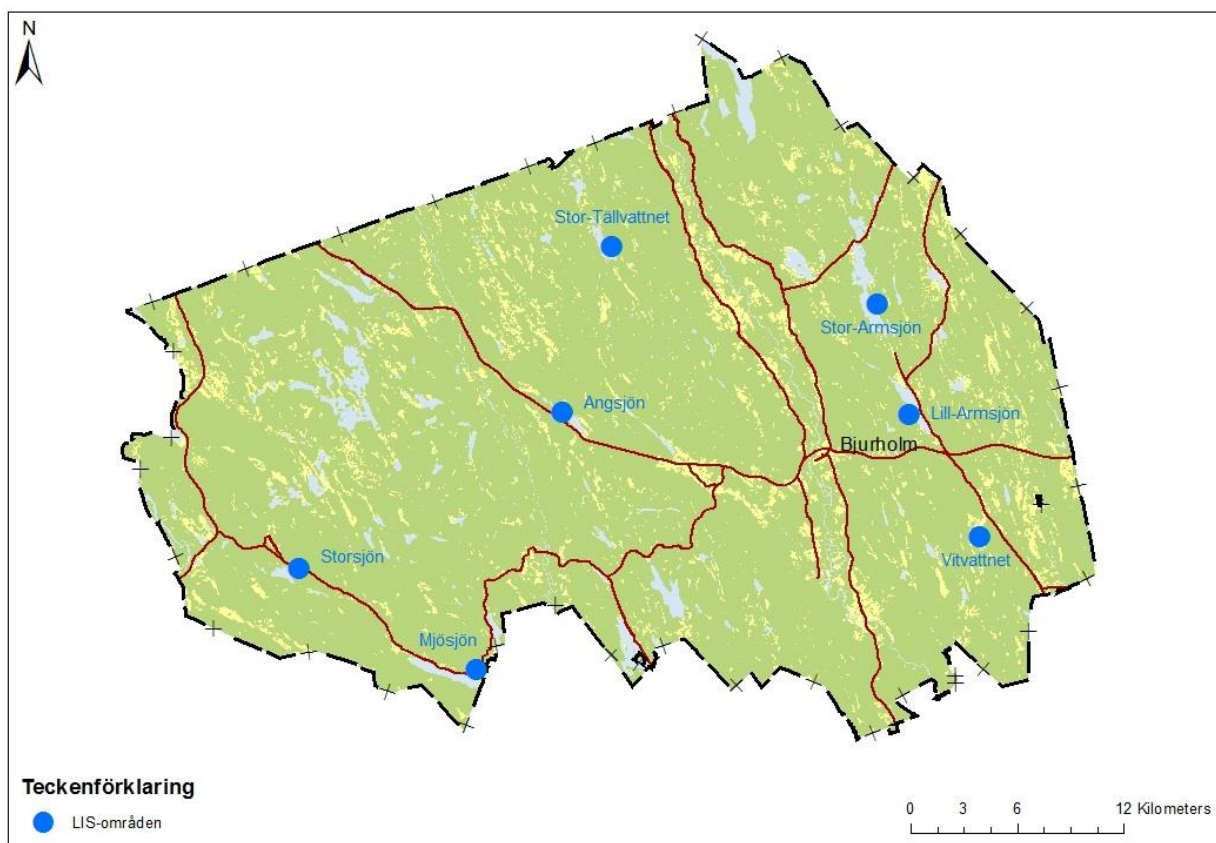 N
Stor-Tällvattnet
Stor-Armsjön
Angsjön
Lill-Armsjön
Bjurholm
Vitvattnet
Storsjön
Mjösjön
Teckenförklaring
LIS-områden
0 3 6 12 Kilometers